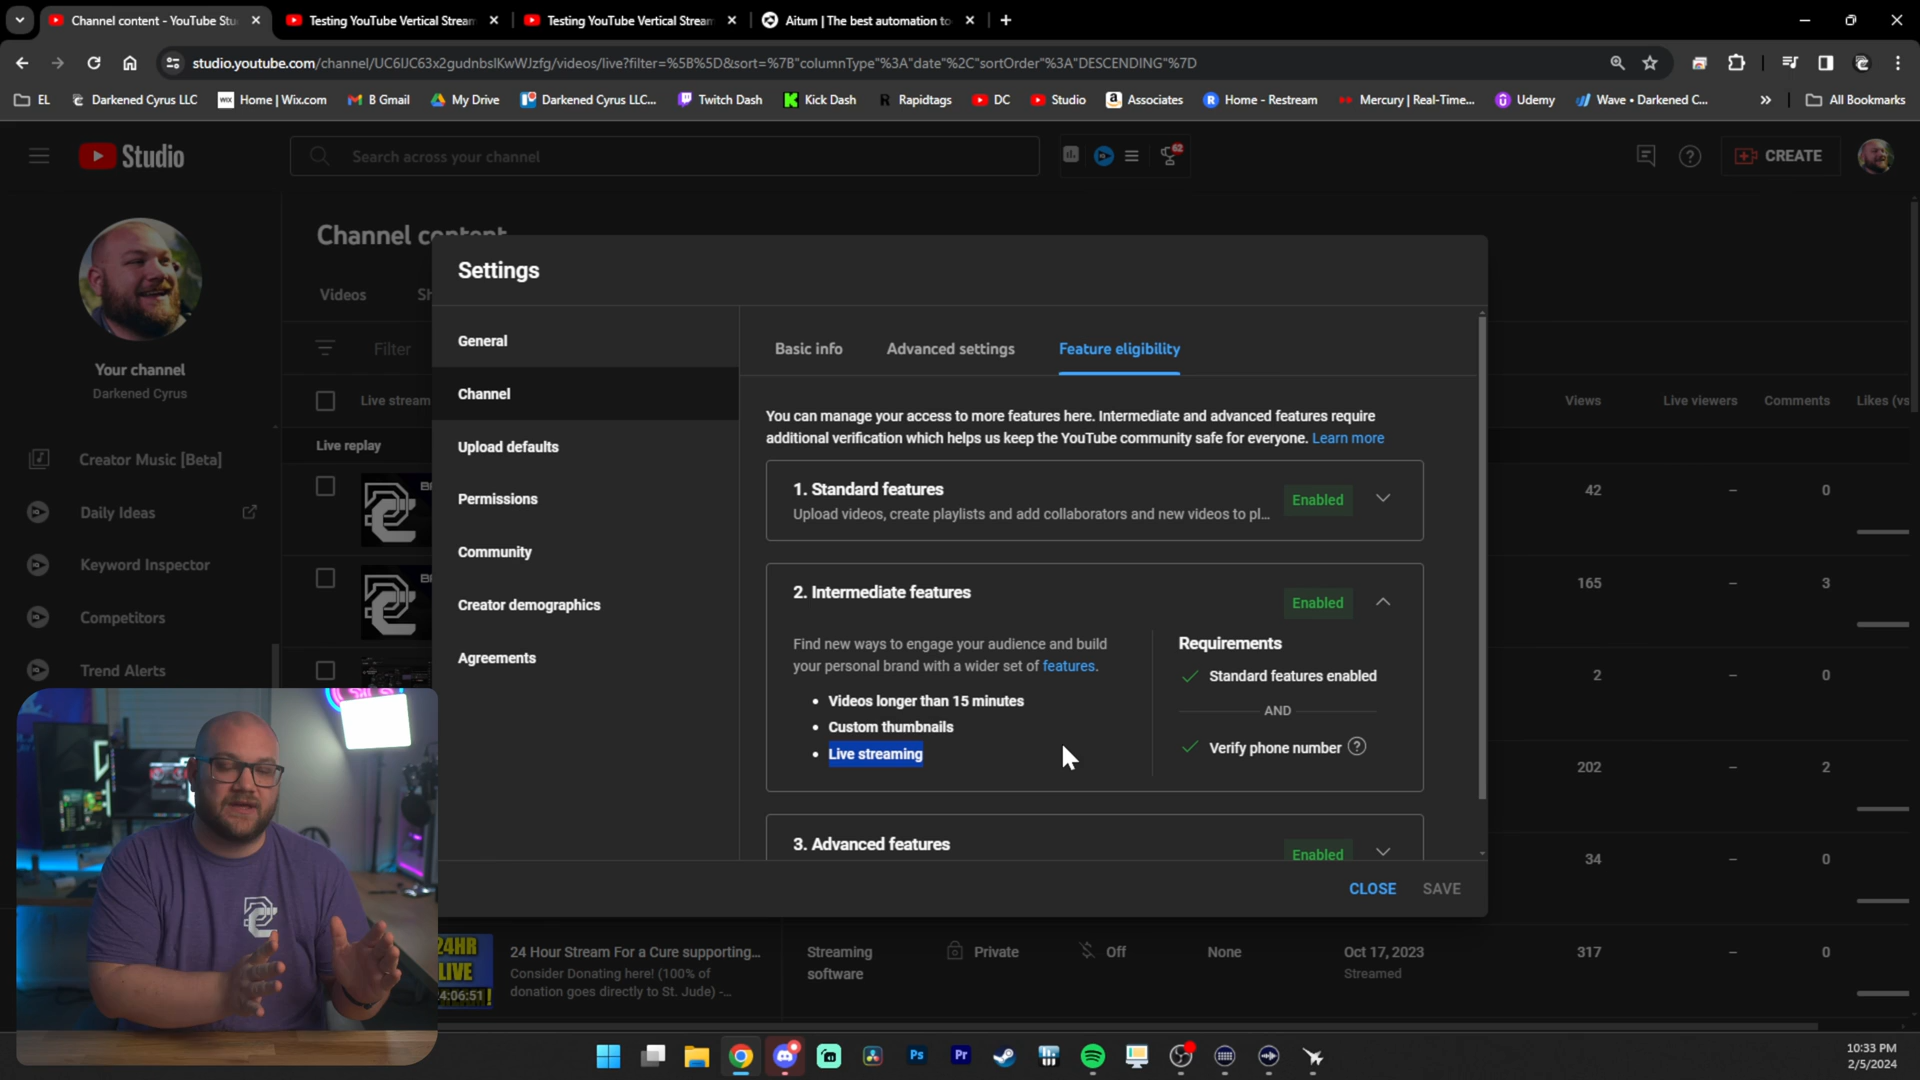 Channel content - YouTube Stu
Testing YouTube Vertical Stream
Testing YouTube Vertical Stream
Aitum | The best automation to
studio.youtube.com/channel/UC6lJC63x2gudnbslKwWJzfg/videos/live?filter=%5B%5D&sort=%7B"columnType"%3A"date"%2C"sortOrder"%3A"DESCENDING"%7D
EL
Darkened Cyrus LLC
WIX
Home | Wix.com
B Gmail
My Drive
Darkened Cyrus LLC...
Twitch Dash
Kick Dash
Rapidtags
DC
Studio
Associates
Home - Restream
Mercury | Real-Time...
Udemy
Wave • Darkened C...
All Bookmarks
Studio
Search across your channel
62
CREATE
Channel content
Videos
Sh
Filter
Live stream
Live replay
Your channel
Darkened Cyrus
Creator Music [Beta]
Daily Ideas
Keyword Inspector
Competitors
Trend Alerts
Settings
General
Channel
Upload defaults
Permissions
Community
Creator demographics
Agreements
Basic info
Advanced settings
Feature eligibility
You can manage your access to more features here. Intermediate and advanced features require
additional verification which helps us keep the YouTube community safe for everyone. Learn more
1. Standard features
Enabled
Upload videos, create playlists and add collaborators and new videos to pl...
2. Intermediate features
Enabled
Find new ways to engage your audience and build
your personal brand with a wider set of features.
• Videos longer than 15 minutes
• Custom thumbnails
• Live streaming
Requirements
Standard features enabled
AND
Verify phone number
3. Advanced features
Enabled
CLOSE
SAVE
Views
Live viewers
Comments
Likes (vs
42
–
0
165
–
3
2
–
0
202
–
2
34
–
0
24HR
LIVE
4:06:51
24 Hour Stream For a Cure supporting...
Consider Donating here! (100% of
donation goes directly to St. Jude) -...
Streaming
software
Private
Off
None
Oct 17, 2023
Streamed
317
–
0
Ps
Pr
10:33 PM
2/5/2024